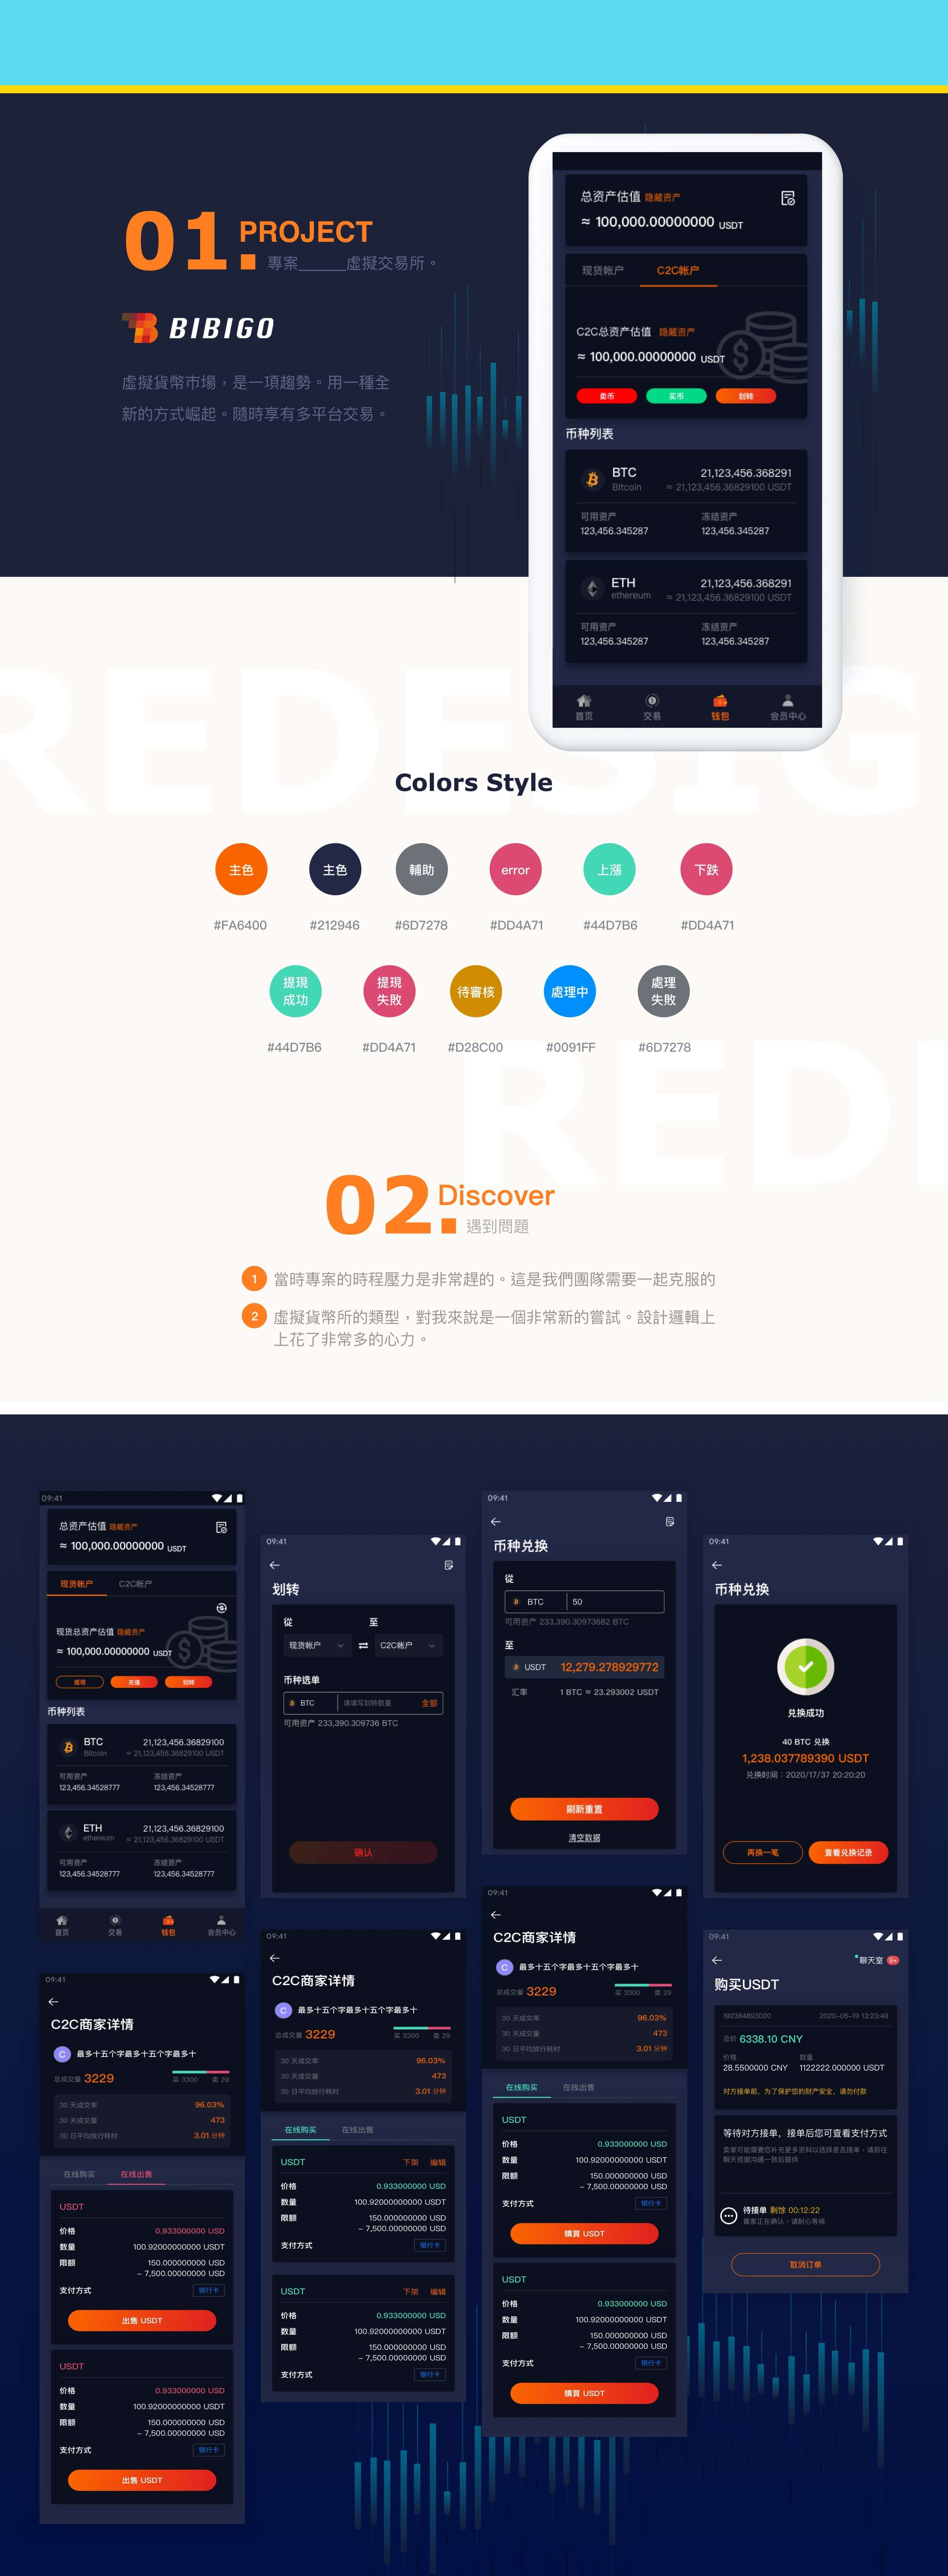 01.
PROJECT
專案_____虛擬交易所。
BIBIGO
虛擬貨幣市場，是一項趨勢。用一種全
新的方式崛起。隨時享有多平台交易。
总资产估值 隐藏资产
≈ 100,000.00000000 USDT
现货帐户 C2C帐户
C2C总资产估值 隐藏资产
≈ 100,000.00000000 USDT
卖币 买币 划转
币种列表
BTC 21,123,456.368291
Bitcoin ≈ 21,123,456.36829100 USDT
可用资产 冻结资产
123,456.345287 123,456.345287
ETH 21,123,456.368291
ethereum ≈ 21,123,456.36829100 USDT
可用资产 冻结资产
123,456.345287 123,456.345287
首页 交易 钱包 会员中心
REDESIG
Colors Style
主色 主色 輔助 error 上漲 下跌
#FA6400 #212946 #6D7278 #DD4A71 #44D7B6 #DD4A71
提現
成功
提現
失敗
待審核
處理中
處理
失敗
#44D7B6 #DD4A71 #D28C00 #0091FF #6D7278
RED
02.
Discover
遇到問題
1 當時專案的時程壓力是非常趕的。這是我們團隊需要一起克服的
2 虛擬貨幣所的類型，對我來說是一個非常新的嘗試。設計邏輯上
上花了非常多的心力。
09:41
总资产估值 隐藏资产
≈ 100,000.00000000 USDT
现货帐户 C2C帐户
现货总资产估值 隐藏资产
≈ 100,000.00000000 USDT
提现 充值 划转
币种列表
BTC 21,123,456.36829100
Bitcoin ≈ 21,123,456.36829100 USDT
可用资产 冻结资产
123,456.34528777 123,456.34528777
ETH 21,123,456.36829100
ethereum ≈ 21,123,456.36829100 USDT
可用资产 冻结资产
123,456.34528777 123,456.34528777
首页 交易 钱包 会员中心
09:41
划转
從 至
现货帐户 C2C帐户
币种选单
BTC 请填写划转数量 全部
可用资产 233,390.309736 BTC
确认
09:41
币种兑换
從
BTC 50
可用资产 233,390.30973682 BTC
至
USDT 12,279.278929772
汇率 1 BTC ≈ 23.293002 USDT
刷新重置
清空数据
09:41
币种兑换
兑换成功
40 BTC 兑换
1,238.037789390 USDT
兑换时间：2020/17/37 20:20:20
再换一笔 查看兑换记录
09:41
C2C商家详情
C 最多十五个字最多十五个字最多十
总成交量 3229 买 3300 卖 29
30 天成交率 96.03%
30 天成交量 473
30 日平均放行耗时 3.01 分钟
在线购买 在线出售
USDT
价格 0.933000000 USD
数量 100.92000000000 USDT
限额 150.000000000 USD
– 7,500.00000000 USD
支付方式 银行卡
出售 USDT
USDT
价格 0.933000000 USD
数量 100.92000000000 USDT
限额 150.000000000 USD
– 7,500.00000000 USD
支付方式 银行卡
出售 USDT
09:41
C2C商家详情
C 最多十五个字最多十五个字最多十
总成交量 3229 买 3300 卖 29
30 天成交率 96.03%
30 天成交量 473
30 日平均放行耗时 3.01 分钟
在线购买 在线出售
USDT 下架 编辑
价格 0.933000000 USD
数量 100.92000000000 USDT
限额 150.000000000 USD
– 7,500.00000000 USD
支付方式 银行卡
USDT 下架 编辑
价格 0.933000000 USD
数量 100.92000000000 USDT
限额 150.000000000 USD
– 7,500.00000000 USD
支付方式 银行卡
09:41
C2C商家详情
C 最多十五个字最多十五个字最多十
总成交量 3229 买 3300 卖 29
30 天成交率 96.03%
30 天成交量 473
30 日平均放行耗时 3.01 分钟
在线购买 在线出售
USDT
价格 0.933000000 USD
数量 100.92000000000 USDT
限额 150.000000000 USD
– 7,500.00000000 USD
支付方式 银行卡
購買 USDT
USDT
价格 0.933000000 USD
数量 100.92000000000 USDT
限额 150.000000000 USD
– 7,500.00000000 USD
支付方式 银行卡
購買 USDT
09:41
聊天室 9+
购买USDT
192384893020 2020-05-19 13:23:49
总价 6338.10 CNY
价格 数量
28.5500000 CNY 1122222.000000 USDT
对方接单前，为了保护您的财产安全，请勿付款
等待对方接单，接单后您可查看支付方式
卖家可能需要您补充更多资料以选择是否接单，请前往
聊天视窗沟通一致后提供
待接单 剩馀 00:12:22
賣家正在确认，请耐心等候
取消订单